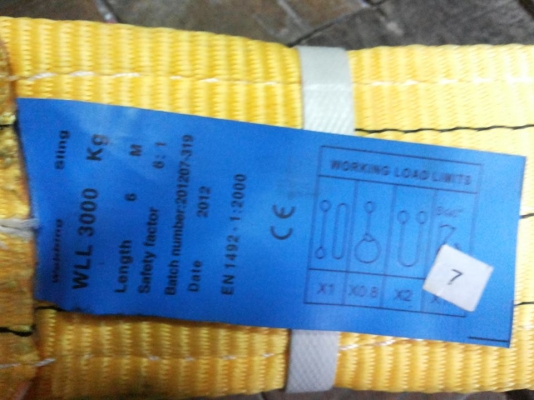 Webbing Sling
WLL 3000 Kg
Length 6 M
Safety factor 6:1
Batch number:201207-319
Date 2012
EN 1492-1:2000
CE
WORKING LOAD LIMITS
X1 X0.8 X2
7